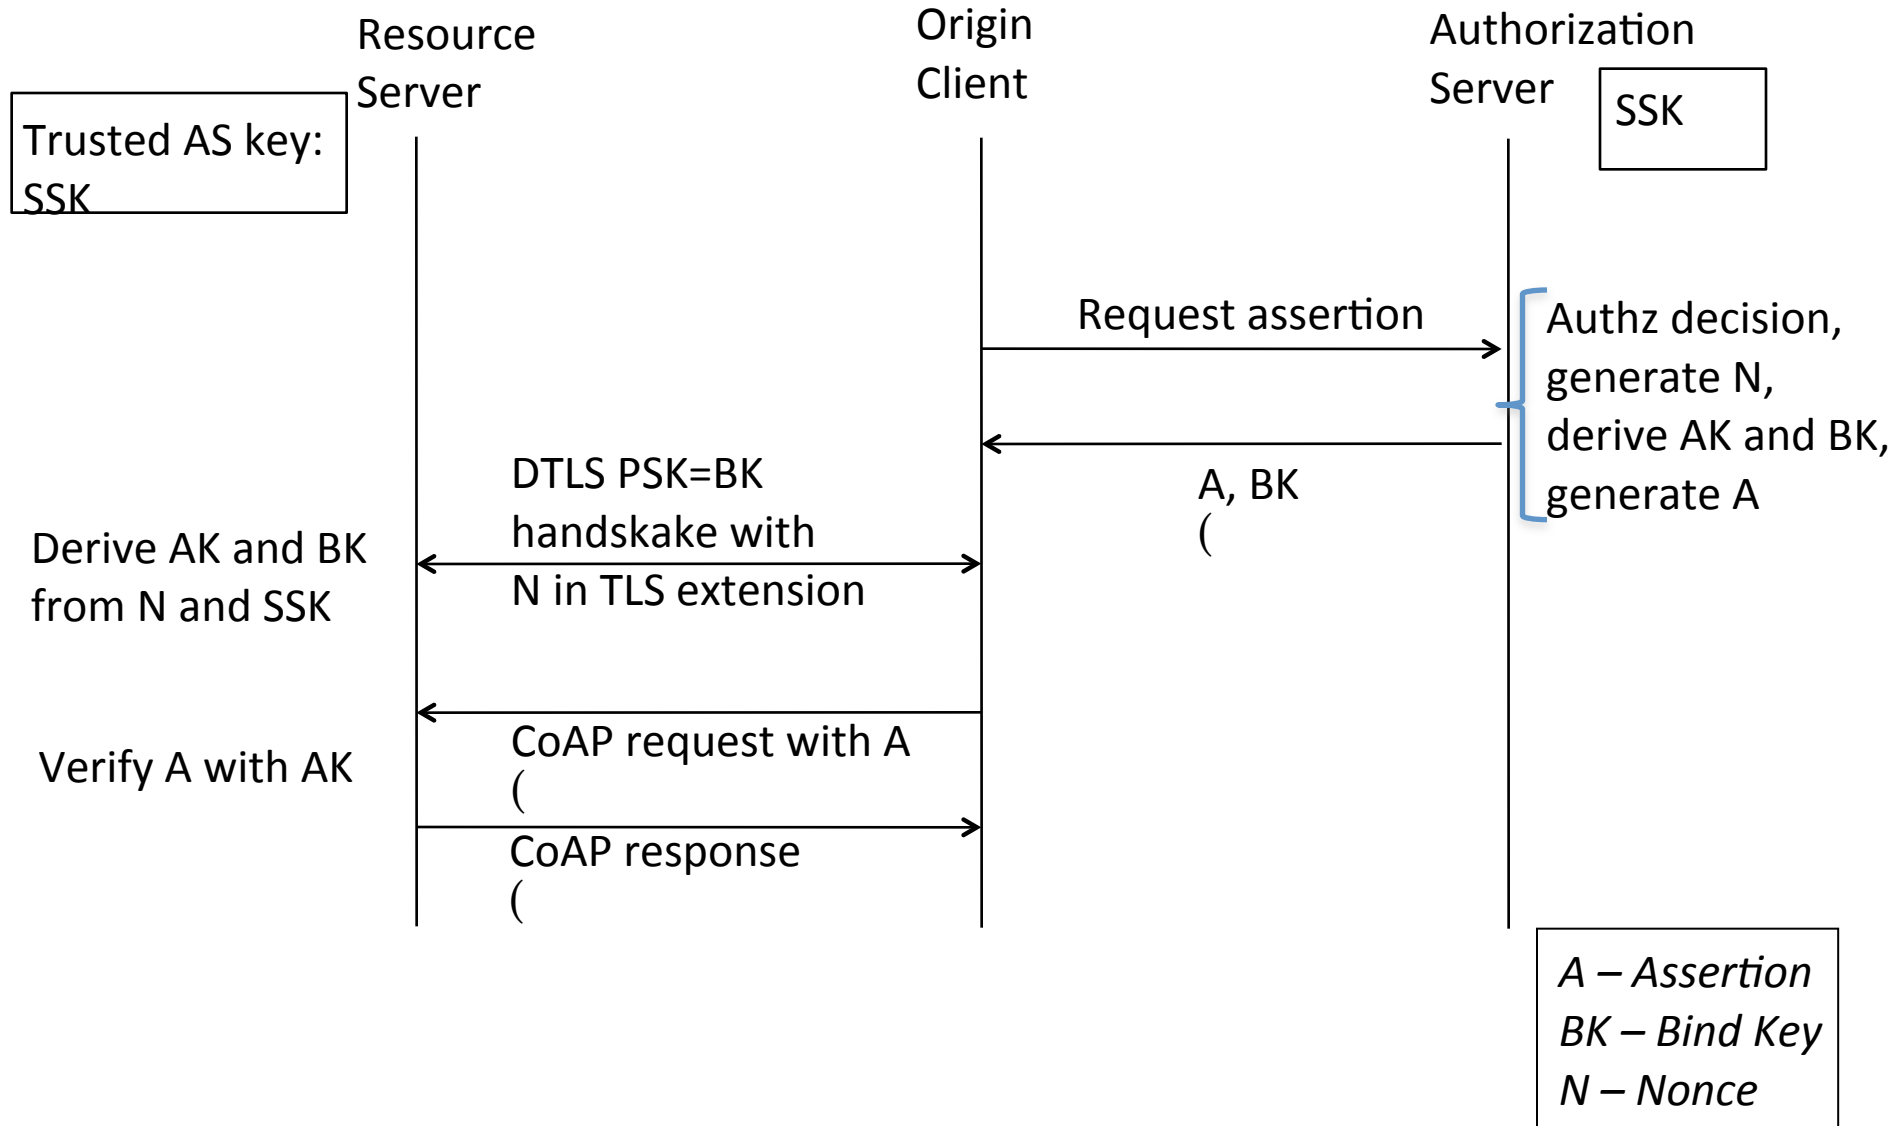 Resource
Server
Origin
Client
Authorization
Server
SSK
Trusted AS key:
SSK
Request assertion
Authz decision,
generate N,
derive AK and BK,
generate A
A, BK
(
DTLS PSK=BK
handskake with
N in TLS extension
Derive AK and BK
from N and SSK
CoAP request with A
(
Verify A with AK
CoAP response
(
A – Assertion
BK – Bind Key
N – Nonce